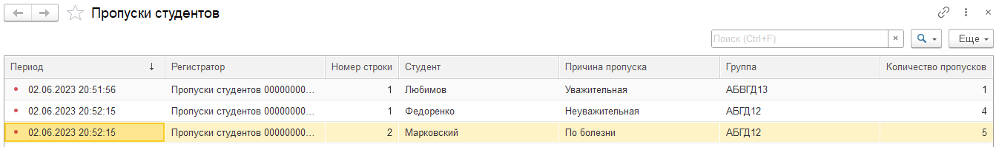 Пропуски студентов
Поиск (Ctrl+F) × Еще
Период ↓ Регистратор Номер строки Студент Причина пропуска Группа Количество пропусков
02.06.2023 20:51:56 Пропуски студентов 00000000... 1 Любимов Уважительная АБВГД13 1
02.06.2023 20:52:15 Пропуски студентов 00000000... 1 Федоренко Неуважительная АБГД12 4
02.06.2023 20:52:15 Пропуски студентов 00000000... 2 Марковский По болезни АБГД12 5